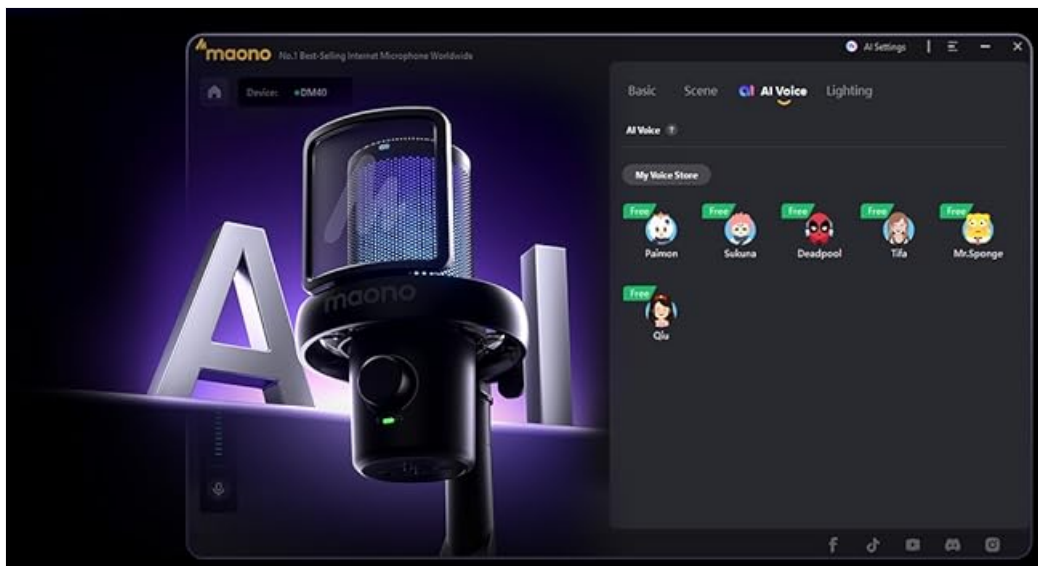 maono No.1 Best-Selling Internet Microphone Worldwide
AI Settings
Device: DM40
Basic Scene AI AI Voice Lighting
AI Voice ?
My Voice Store
Free Free Free Free Free
Paimon Sukuna Deadpool Tifa Mr.Sponge
Free
Qiu
AI
maono